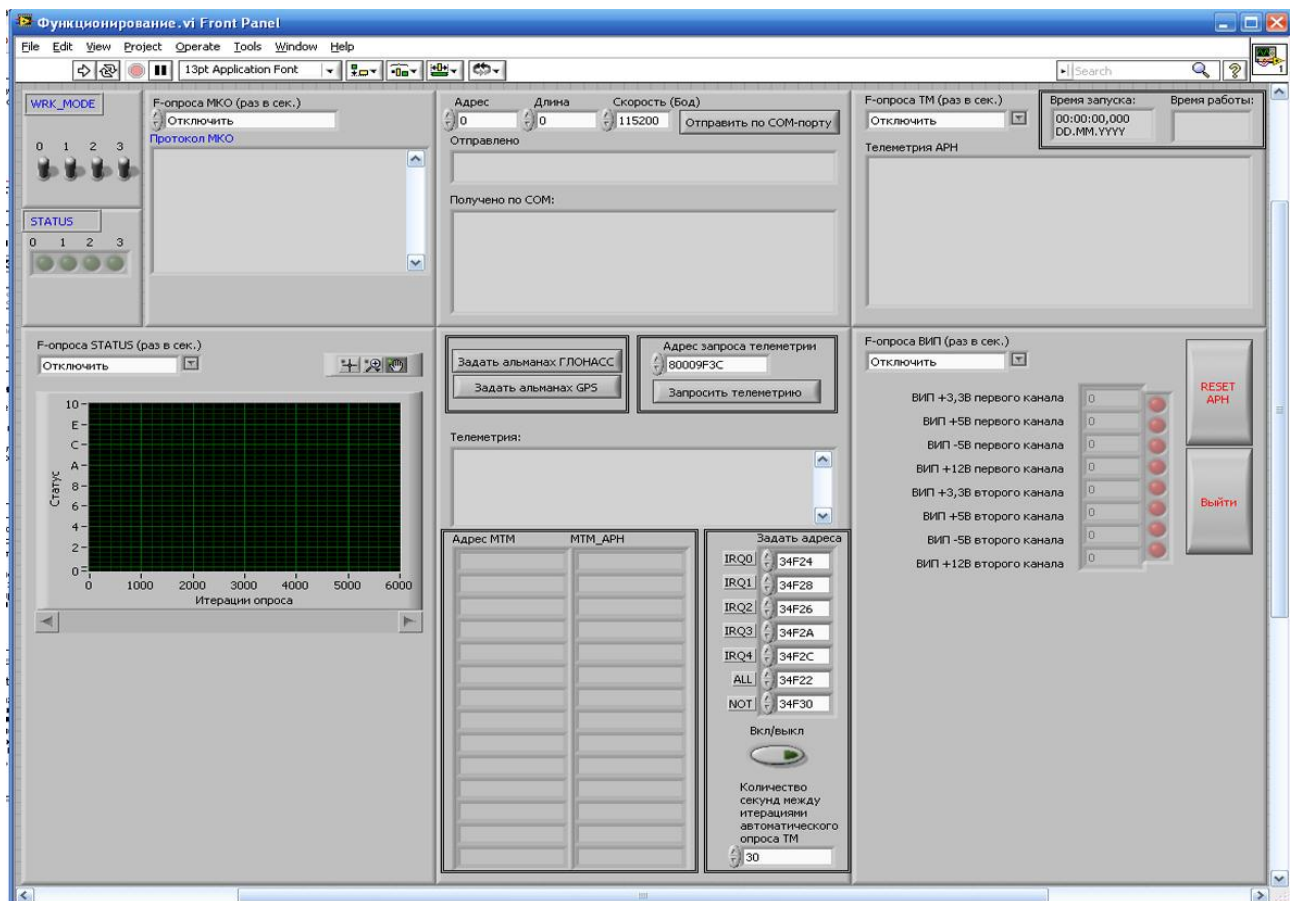 Функционирование.vi Front Panel
File Edit View Project Operate Tools Window Help
13pt Application Font
Search
1
WRK_MODE
0 1 2 3
STATUS
0 1 2 3
F-опроса МКО (раз в сек.)
Отключить
Протокол МКО
Адрес Длина Скорость (Бод)
0 0 115200 Отправить по COM-порту
Отправлено
Получено по COM:
F-опроса ТМ (раз в сек.)
Отключить
Время запуска: Время работы:
00:00:00,000
DD.MM.YYYY
Телеметрия АРН
F-опроса STATUS (раз в сек.)
Отключить
Статус
10
E
C
A
8
6
4
2
0
0 1000 2000 3000 4000 5000 6000
Итерации опроса
Задать альманах ГЛОНАСС
Задать альманах GPS
Адрес запроса телеметрии
80009F3C
Запросить телеметрию
Телеметрия:
Адрес МТМ МТМ_АРН
Задать адреса
IRQ0 34F24
IRQ1 34F28
IRQ2 34F26
IRQ3 34F2A
IRQ4 34F2C
ALL 34F22
NOT 34F30
Вкл/выкл
Количество
секунд между
итерациями
автоматического
опроса ТМ
30
F-опроса ВИП (раз в сек.)
Отключить
ВИП +3,3В первого канала 0
ВИП +5В первого канала 0
ВИП -5В первого канала 0
ВИП +12В первого канала 0
ВИП +3,3В второго канала 0
ВИП +5В второго канала 0
ВИП -5В второго канала 0
ВИП +12В второго канала 0
RESET
АРН
Выйти